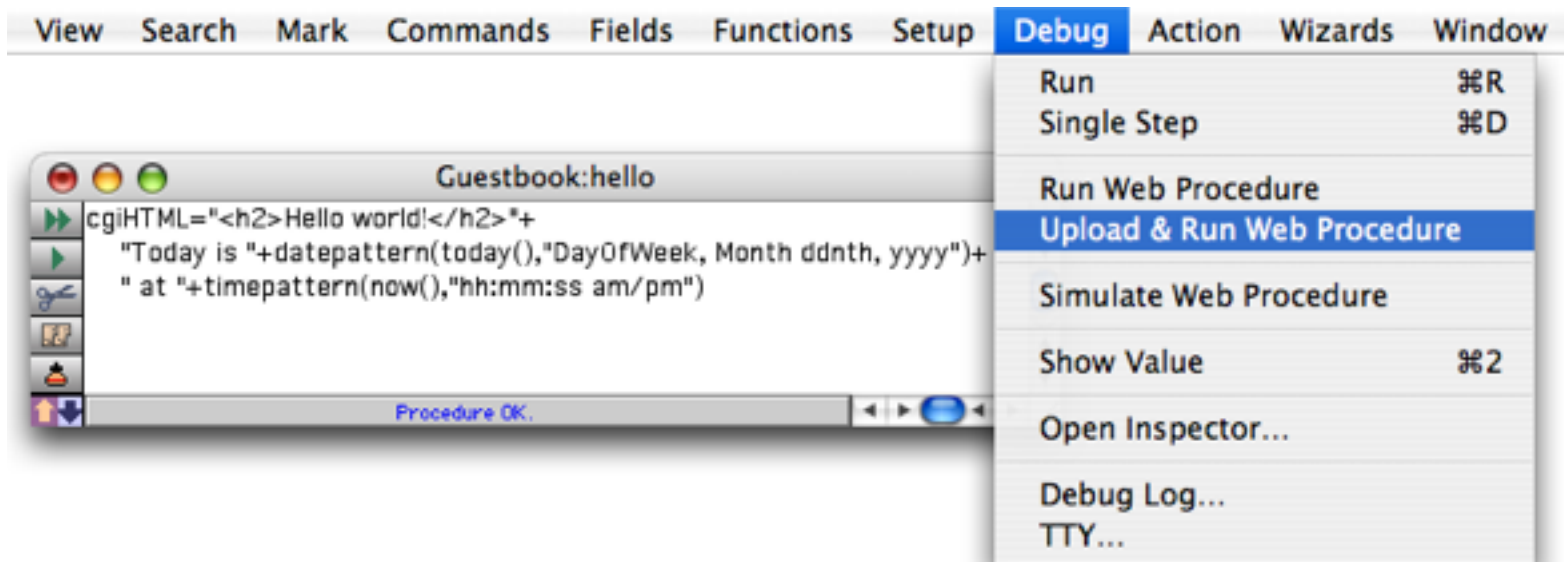 View Search Mark Commands Fields Functions Setup Debug Action Wizards Window
Run ⌘R
Single Step ⌘D
Run Web Procedure
Upload & Run Web Procedure
Simulate Web Procedure
Show Value ⌘2
Open Inspector...
Debug Log...
TTY...
Guestbook:hello
cgiHTML="<h2>Hello world!</h2>"+
"Today is "+datepattern(today(),"DayOfWeek, Month ddnth, yyyy")+
" at "+timepattern(now(),"hh:mm:ss am/pm")
Procedure OK.